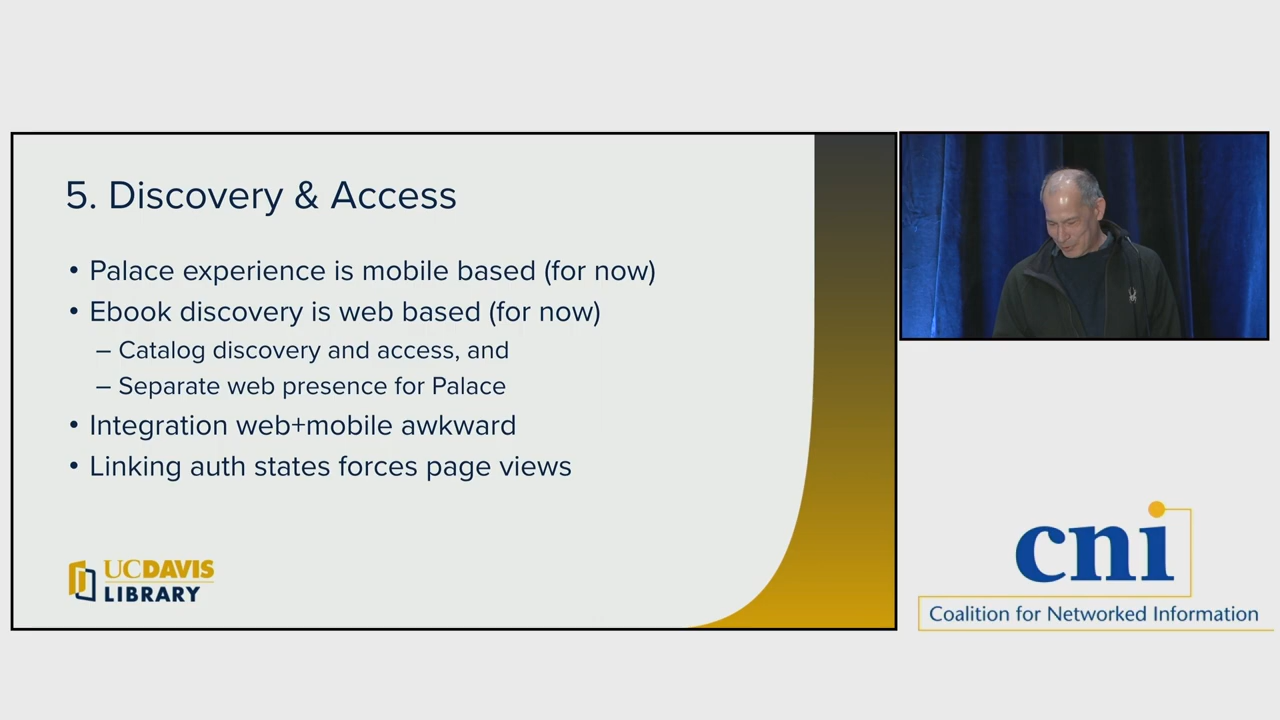 5. Discovery & Access
• Palace experience is mobile based (for now)
• Ebook discovery is web based (for now)
– Catalog discovery and access, and
– Separate web presence for Palace
• Integration web+mobile awkward
• Linking auth states forces page views
UCDAVIS
LIBRARY
cni
Coalition for Networked Information